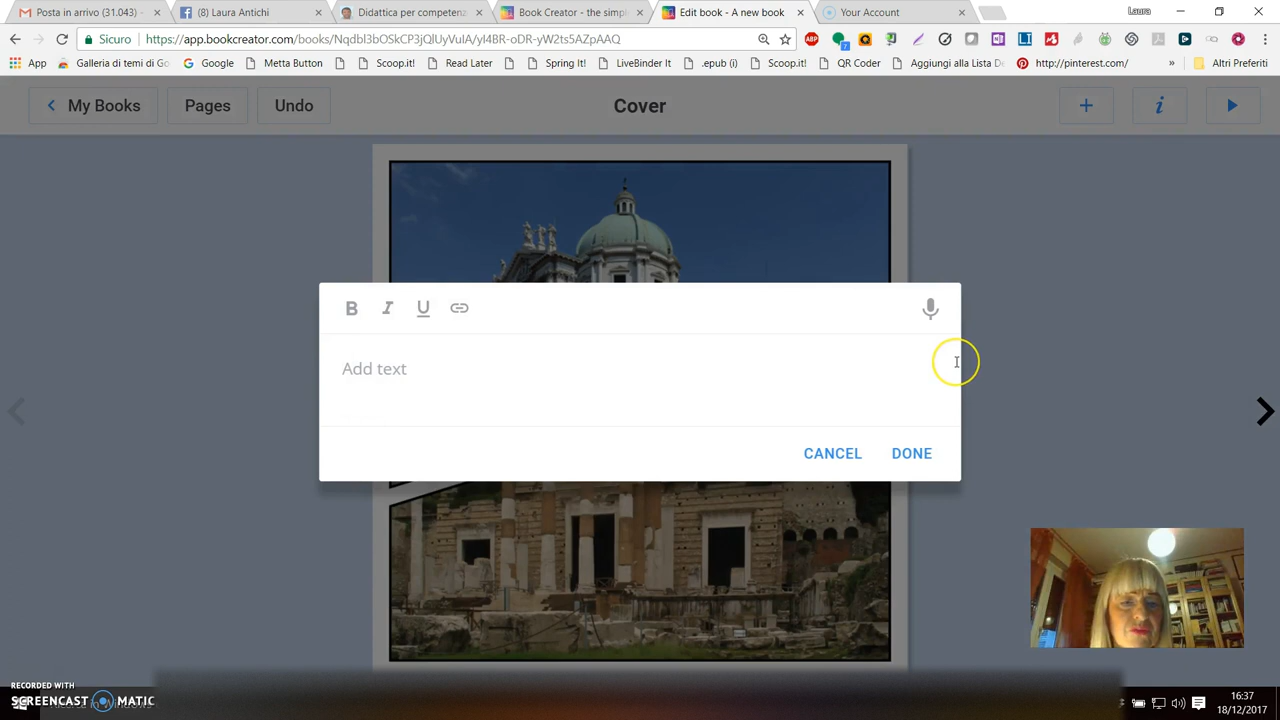 Posta in arrivo (31.043) -
(8) Laura Antichi
Didattica per competenz
Book Creator - the simpl
Edit book - A new book
Your Account
Laura
Sicuro
https://app.bookcreator.com/books/NqdbI3bOSkCP3jQIUyVuIA/yI4BR-oDR-yW2ts5AZpAAQ
App
Galleria di temi di Go
Google
Metta Button
Scoop.it!
Read Later
Spring It!
LiveBinder It
.epub (i)
Scoop.it!
QR Coder
Aggiungi alla Lista De
http://pinterest.com/
»
Altri Preferiti
My Books
Pages
Undo
Cover
B I U
Add text
CANCEL
DONE
RECORDED WITH
SCREENCAST MATIC
16:37
18/12/2017